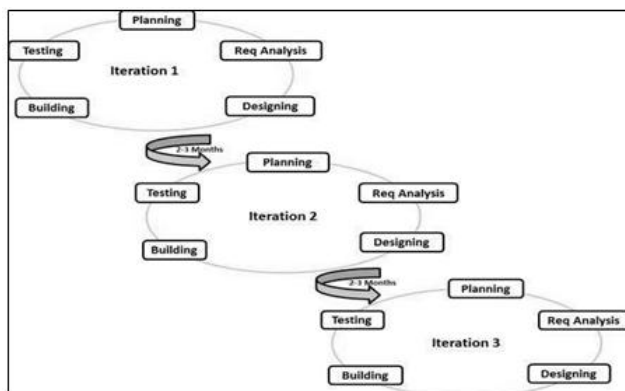 Planning
Testing
Req Analysis
Iteration 1
Building
Designing
2-3 Months
Planning
Testing
Req Analysis
Iteration 2
Building
Designing
2-3 Months
Planning
Testing
Req Analysis
Iteration 3
Building
Designing